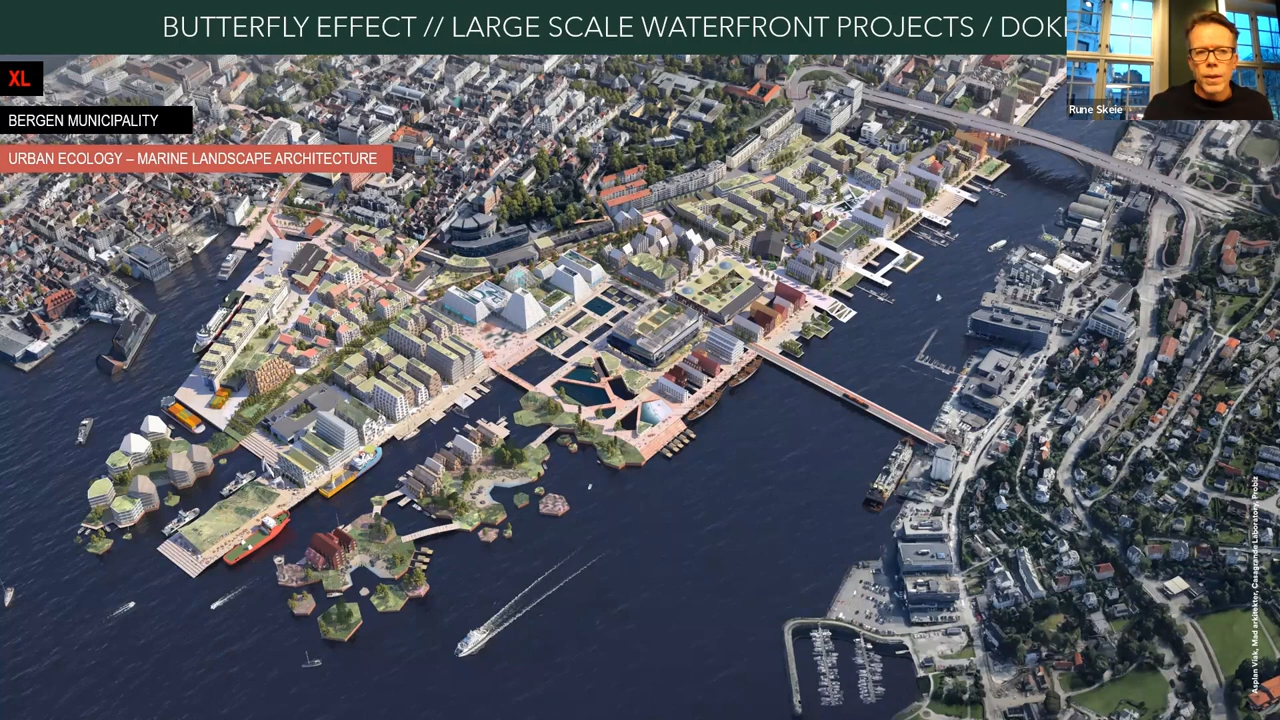 BUTTERFLY EFFECT // LARGE SCALE WATERFRONT PROJECTS / DOK
XL
BERGEN MUNICIPALITY
URBAN ECOLOGY – MARINE LANDSCAPE ARCHITECTURE
Rune Skeie
Asplan Viak, Mad arkitekter, Casagrande Laboratory, Probiz